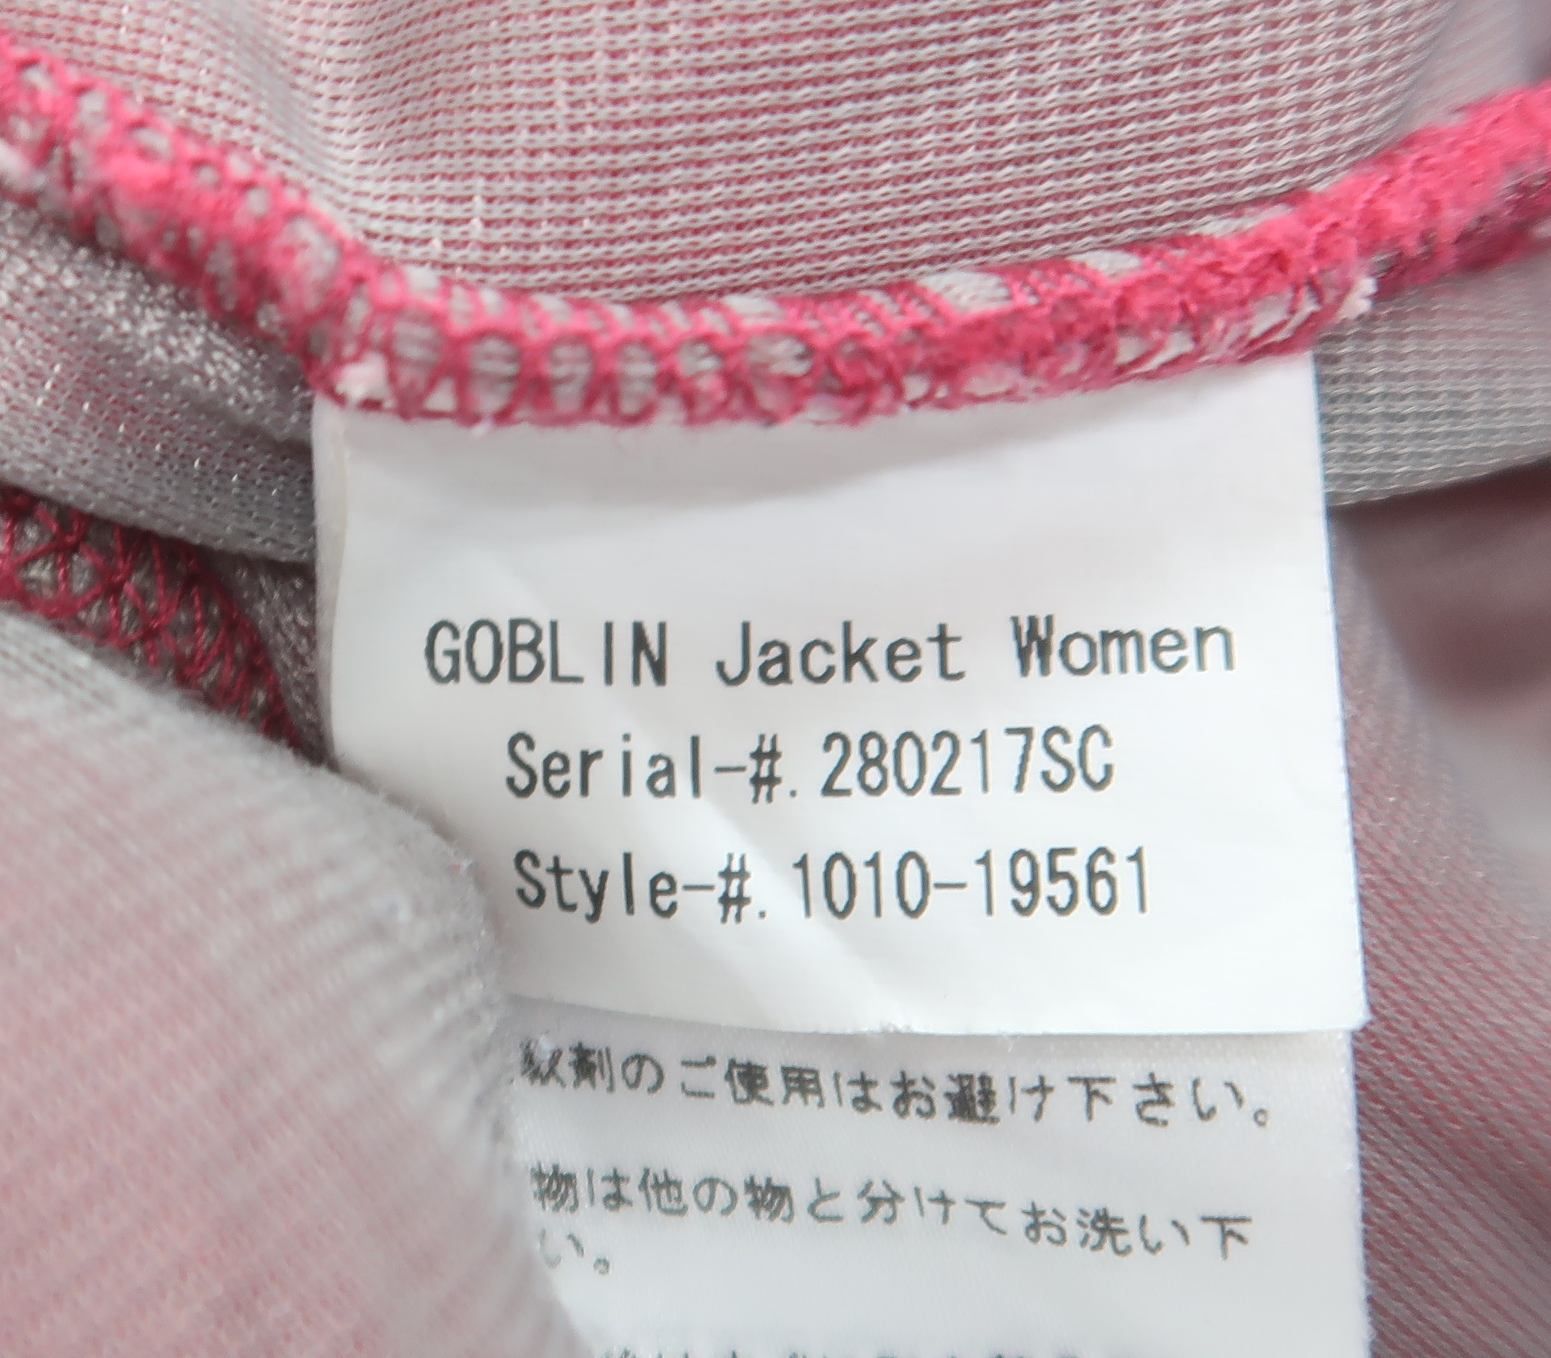 GOBLIN Jacket Women
Serial-#. 280217SC
Style-#. 1010-19561
剤のご使用はお避け下さい。
物は他の物と分けてお洗い下
い。